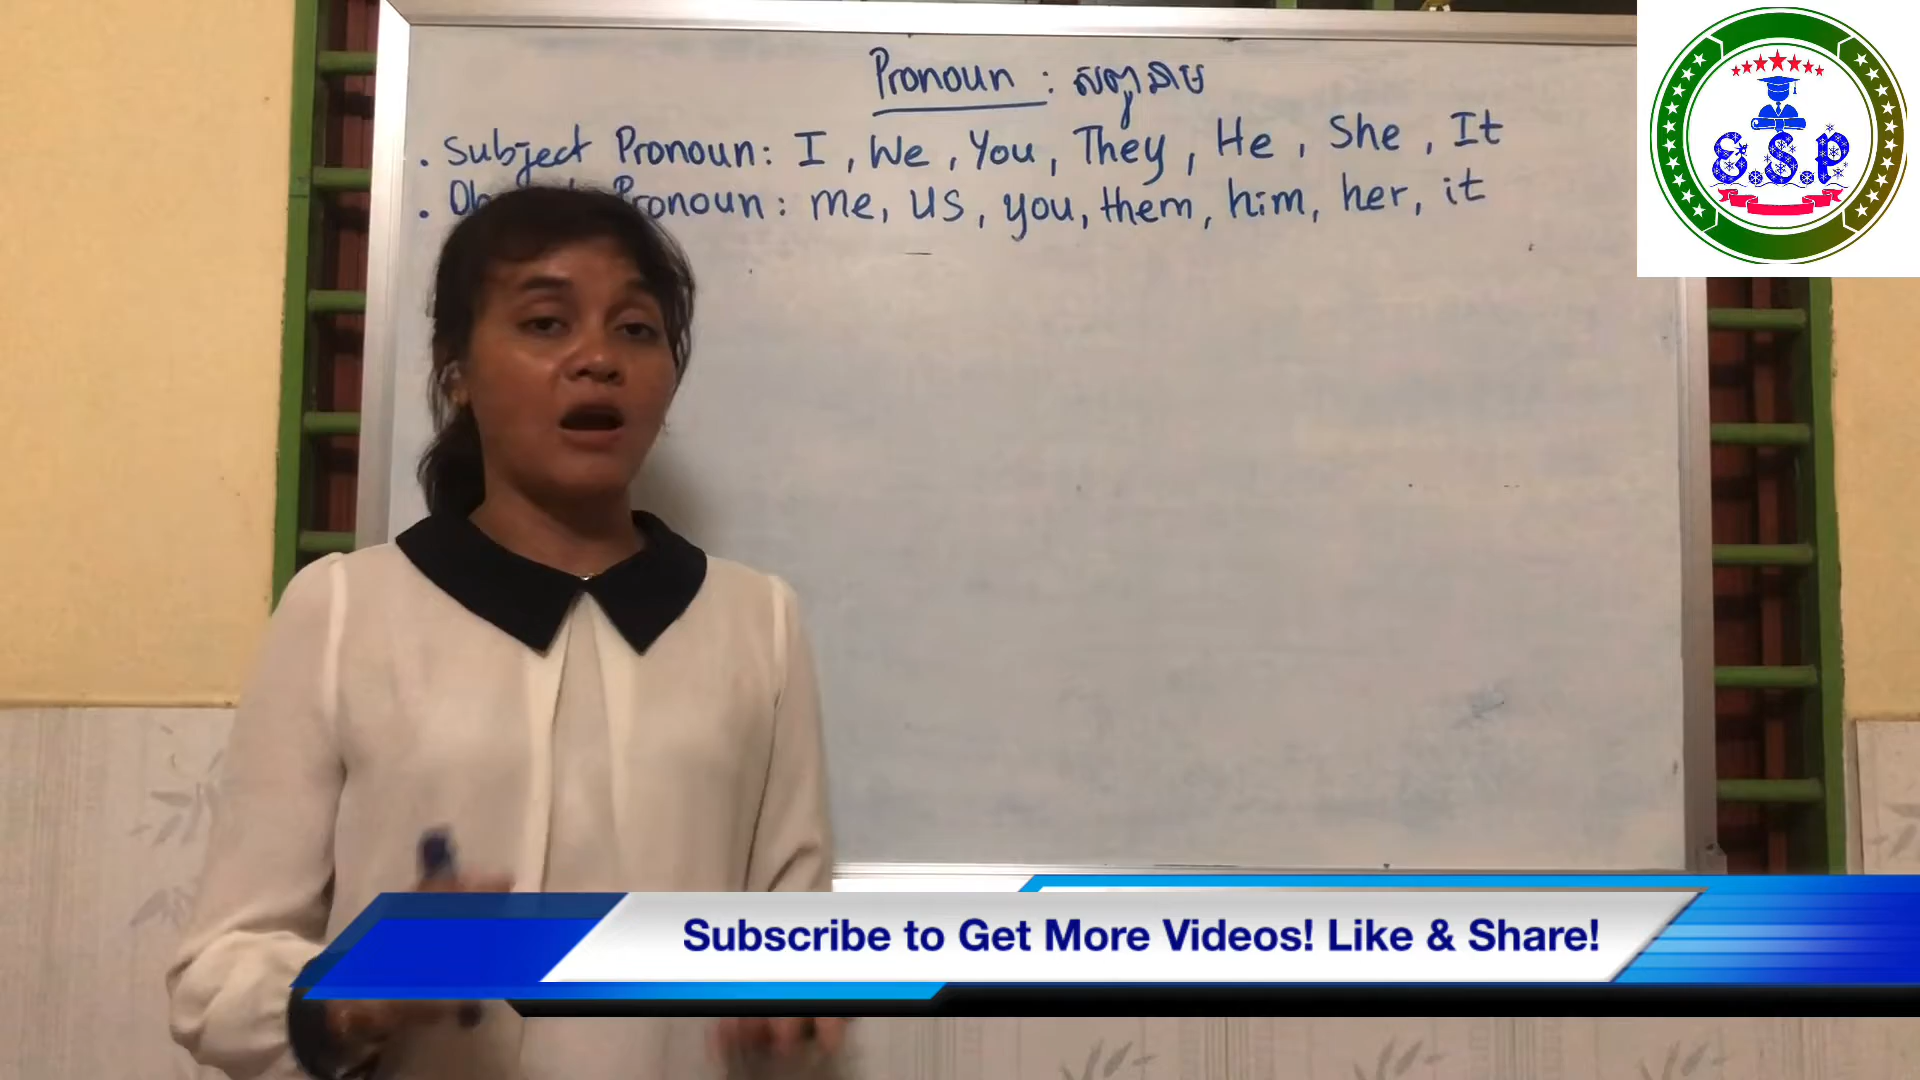 Pronoun : សព្វនាម
. Subject Pronoun: I , We , You , They , He , She , It
. Pronoun : me, us, you, them, him, her, it
E.S.P
Subscribe to Get More Videos! Like & Share!